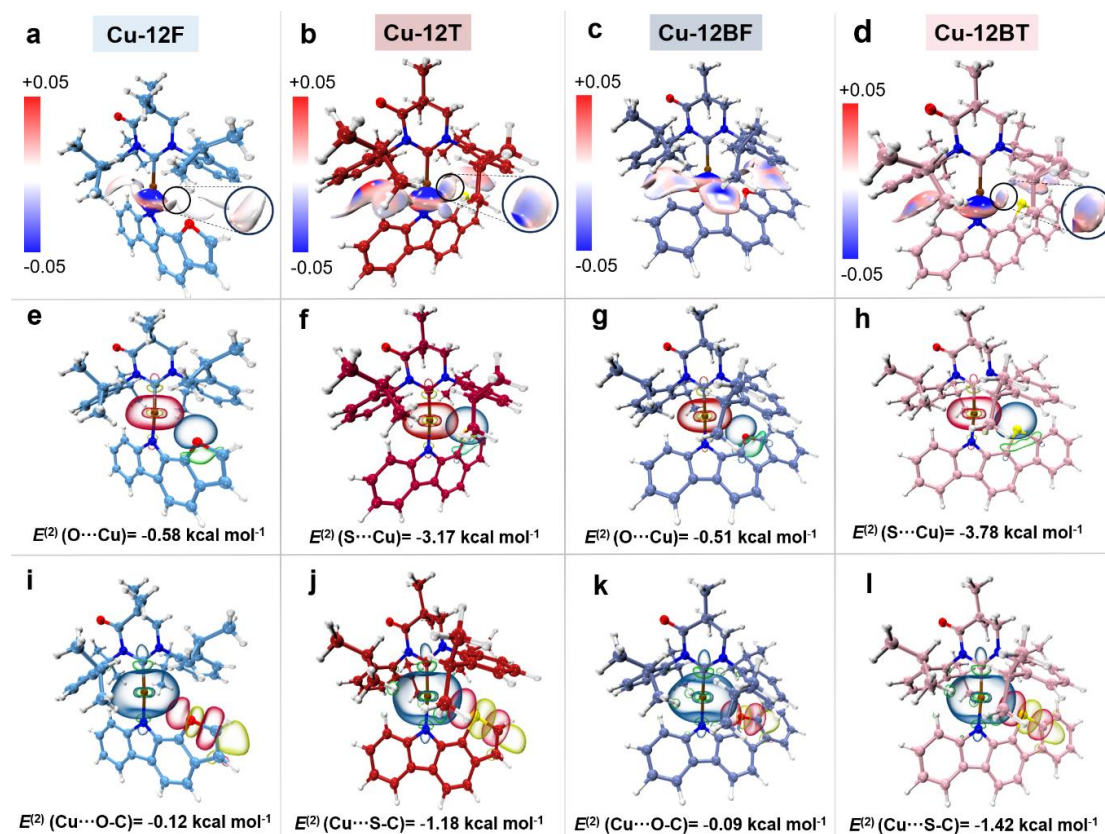 a Cu-12F b Cu-12T c Cu-12BF d Cu-12BT
+0.05 +0.05 +0.05 +0.05
-0.05 -0.05 -0.05 -0.05
e f g h
E(2) (O···Cu)= -0.58 kcal mol-1 E(2) (S···Cu)= -3.17 kcal mol-1 E(2) (O···Cu)= -0.51 kcal mol-1 E(2) (S···Cu)= -3.78 kcal mol-1
i j k l
E(2) (Cu···O-C)= -0.12 kcal mol-1 E(2) (Cu···S-C)= -1.18 kcal mol-1 E(2) (Cu···O-C)= -0.09 kcal mol-1 E(2) (Cu···S-C)= -1.42 kcal mol-1